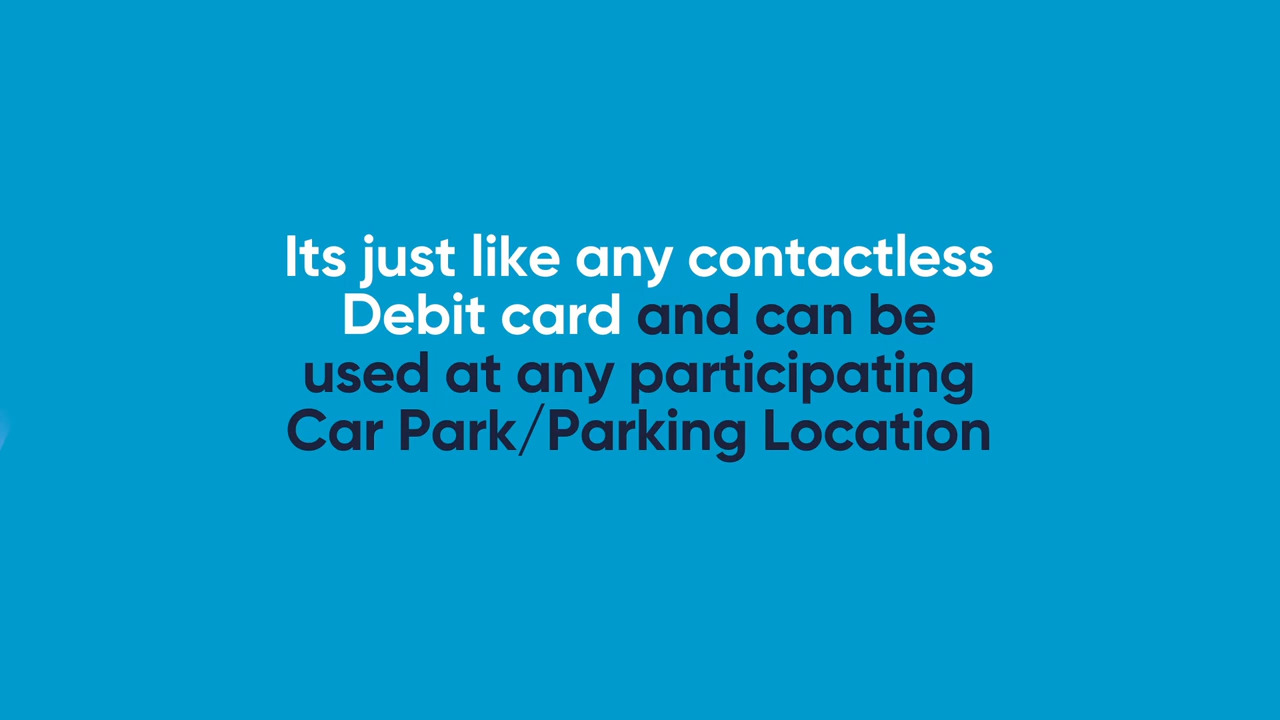 Its just like any contactless
Debit card and can be
used at any participating
Car Park/Parking Location